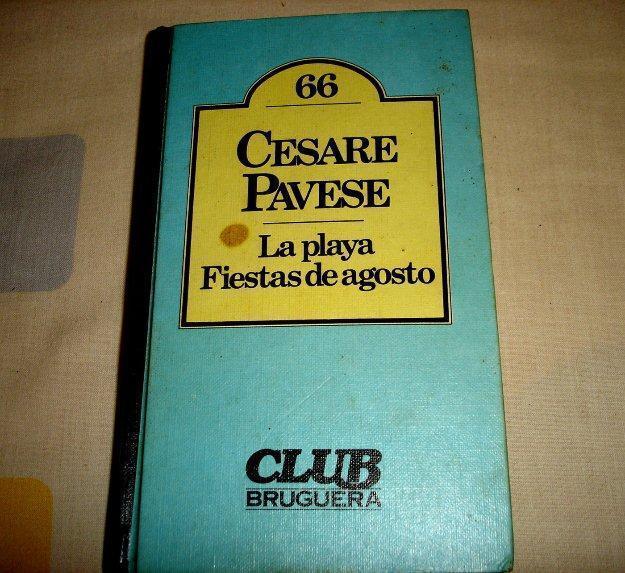 66
CESARE
PAVESE
La playa
Fiestas de agosto
CLUB
BRUGUERA